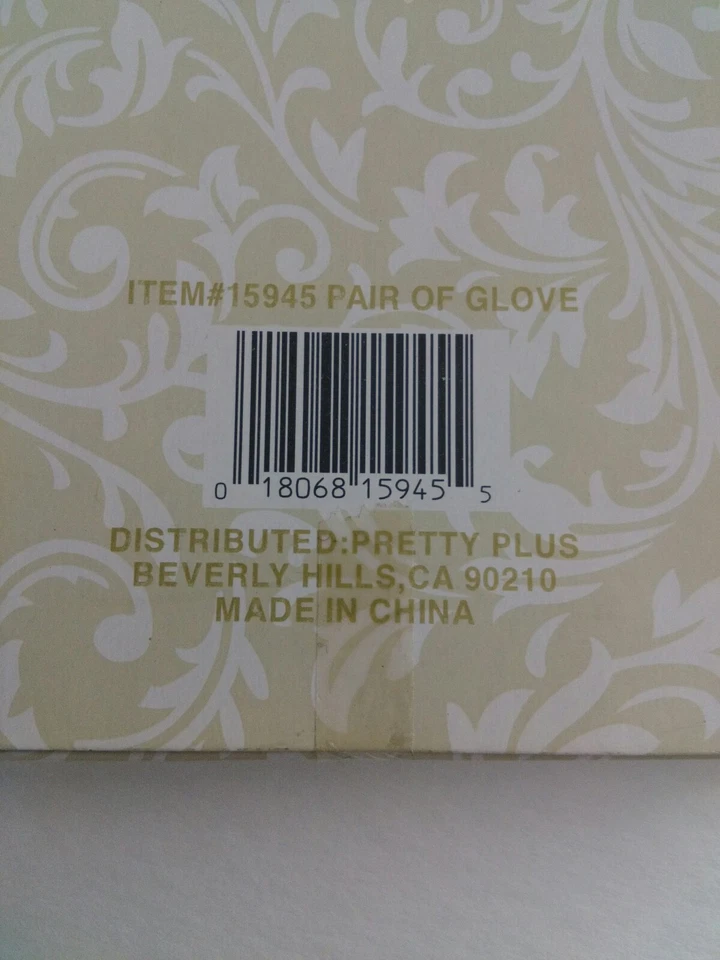 ITEM#15945 PAIR OF GLOVE
0 18068 15945 5
DISTRIBUTED:PRETTY PLUS
BEVERLY HILLS,CA 90210
MADE IN CHINA